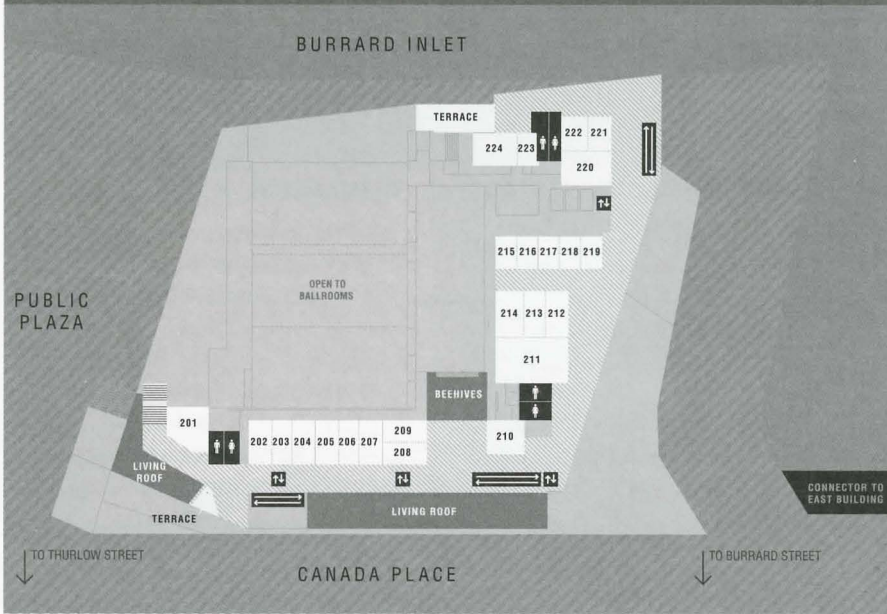 BURRARD INLET
TERRACE
222 221
224 223
220
215 216 217 218 219
OPEN TO
BALLROOMS
PUBLIC
PLAZA
214 213 212
211
BEEHIVES
201
209
202 203 204 205 206 207
210
208
LIVING
ROOF
CONNECTOR TO
EAST BUILDING
LIVING ROOF
TERRACE
TO THURLOW STREET
TO BURRARD STREET
CANADA PLACE